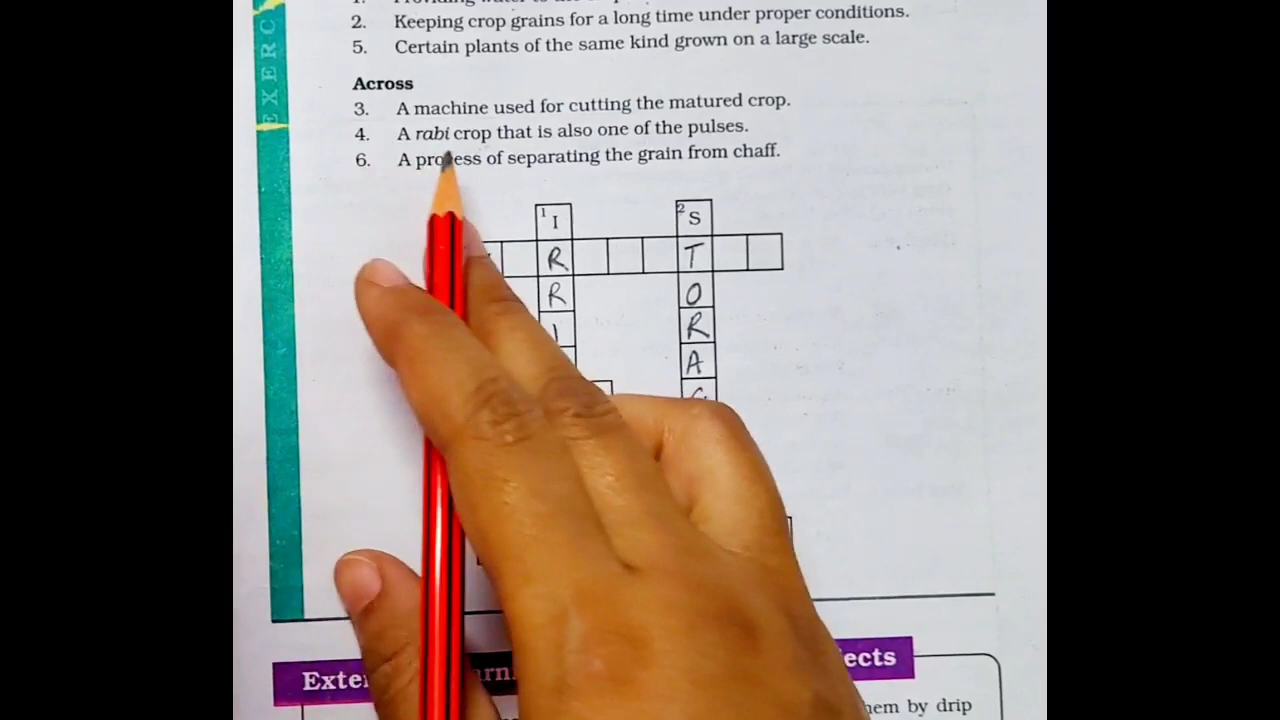 EXERC
2. Keeping crop grains for a long time under proper conditions.
5. Certain plants of the same kind grown on a large scale.
Across
3. A machine used for cutting the matured crop.
4. A rabi crop that is also one of the pulses.
6. A process of separating the grain from chaff.
1 I
2 S
R T
R O
I R
A
G
Exte
ects
hem by drip